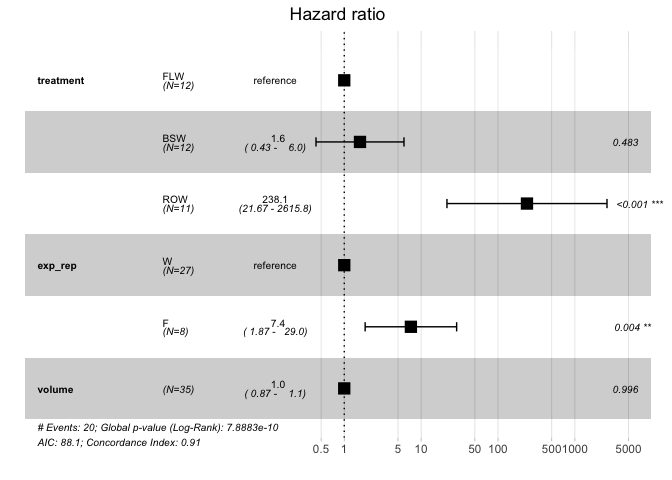 Hazard ratio
treatment FLW (N=12) reference
BSW (N=12) 1.6 ( 0.43 - 6.0) 0.483
ROW (N=11) 238.1 (21.67 - 2615.8) <0.001 ***
exp_rep W (N=27) reference
F (N=8) 7.4 ( 1.87 - 29.0) 0.004 **
volume (N=35) 1.0 ( 0.87 - 1.1) 0.996
# Events: 20; Global p-value (Log-Rank): 7.8883e-10
AIC: 88.1; Concordance Index: 0.91
0.5 1 5 10 50 100 500 1000 5000